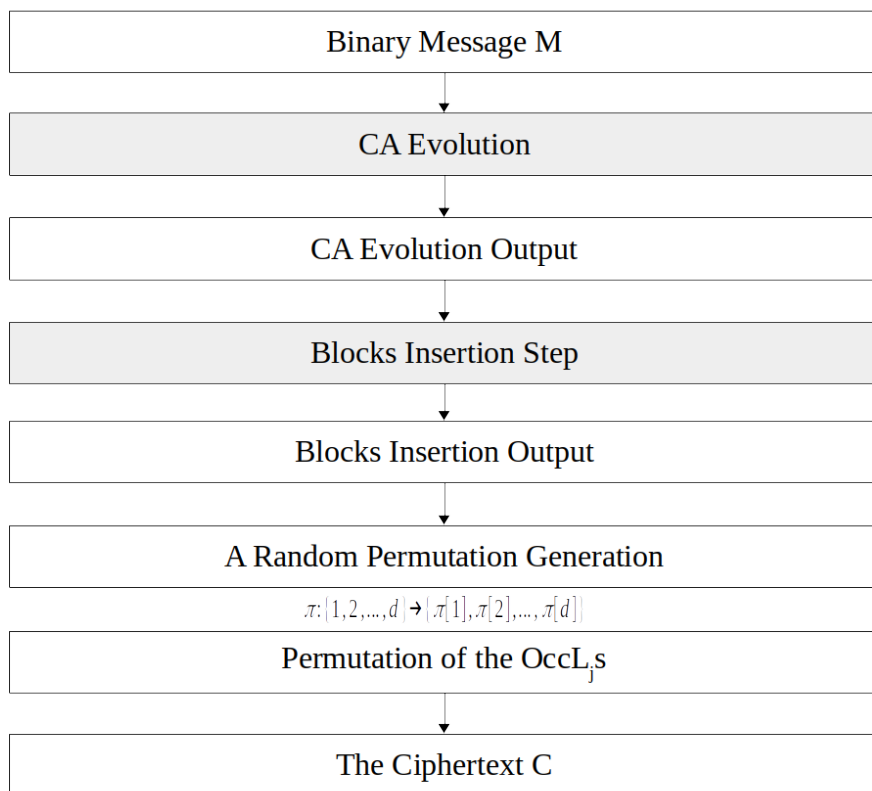 Binary Message M
CA Evolution
CA Evolution Output
Blocks Insertion Step
Blocks Insertion Output
A Random Permutation Generation
π:{1,2,...,d}→{π[1],π[2],...,π[d]}
Permutation of the OccLjs
The Ciphertext C